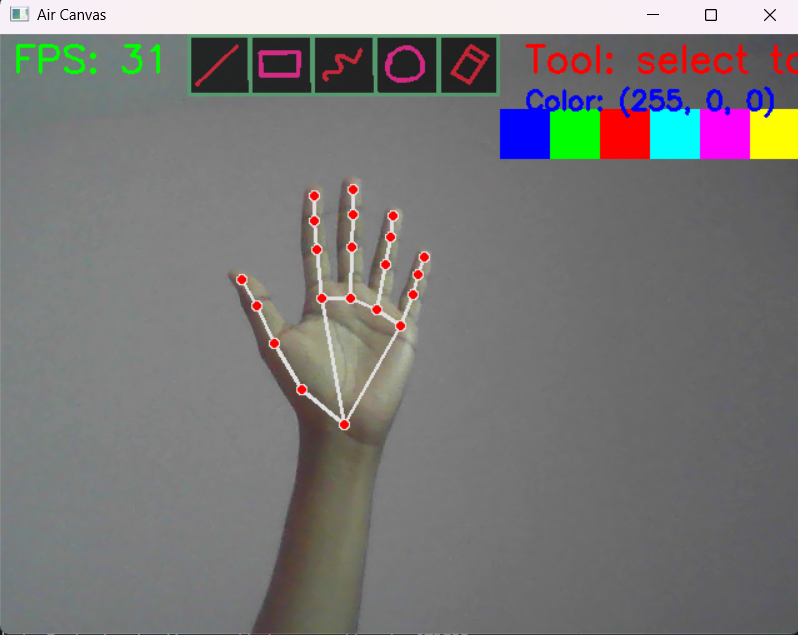 Air Canvas
FPS: 31
Tool: select to
Color: (255, 0, 0)